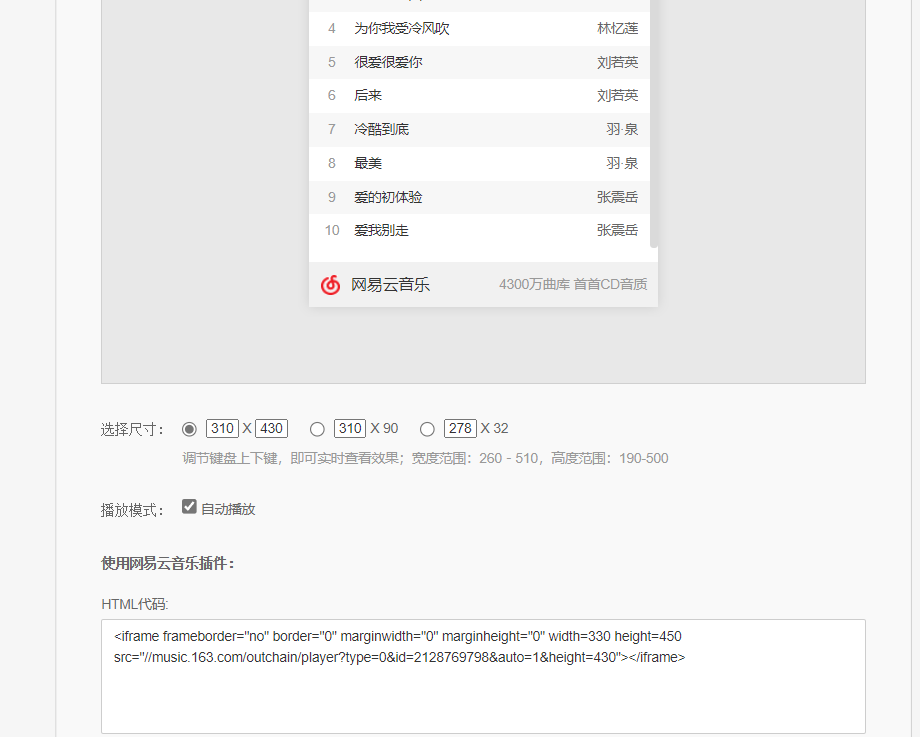 4 为你我受冷风吹 林忆莲
5 很爱很爱你 刘若英
6 后来 刘若英
7 冷酷到底 羽·泉
8 最美 羽·泉
9 爱的初体验 张震岳
10 爱我别走 张震岳
网易云音乐 4300万曲库 首首CD音质
选择尺寸： 310 X 430 310 X 90 278 X 32
调节键盘上下键，即可实时查看效果；宽度范围：260 - 510，高度范围：190-500
播放模式： 自动播放
使用网易云音乐插件：
HTML代码:
<iframe frameborder="no" border="0" marginwidth="0" marginheight="0" width=330 height=450
src="//music.163.com/outchain/player?type=0&id=2128769798&auto=1&height=430"></iframe>